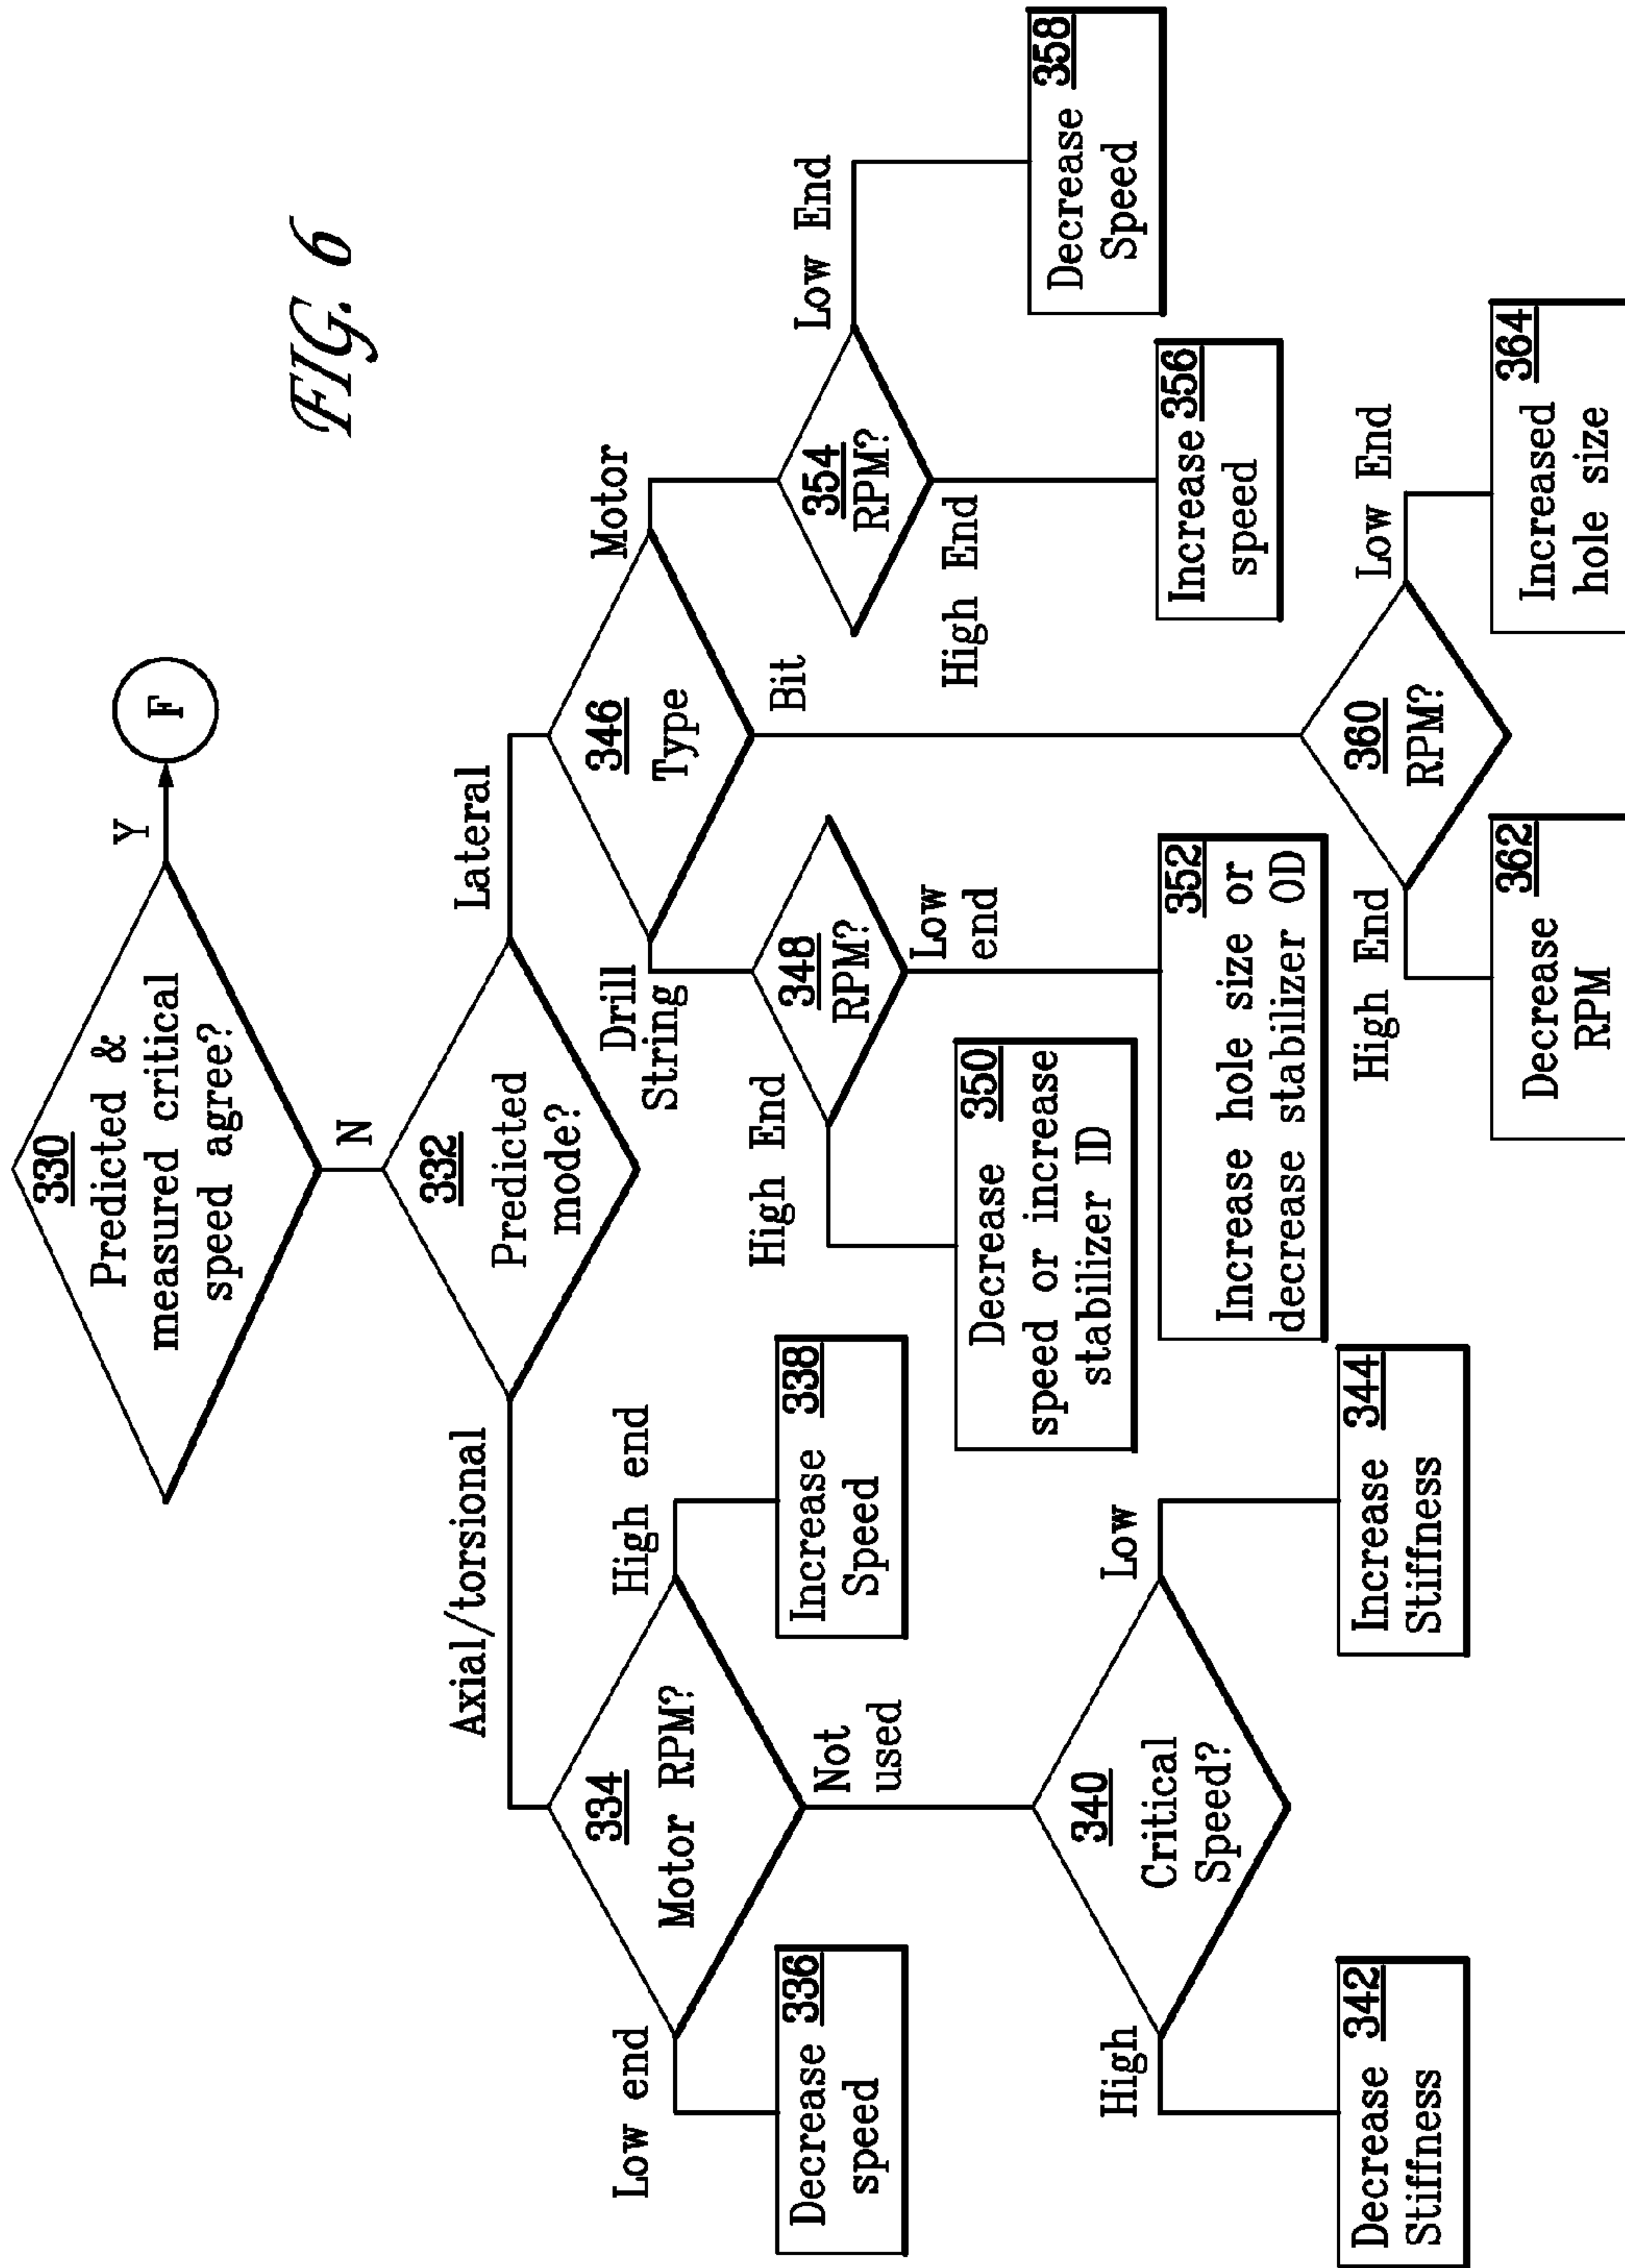 FIG. 6
330
Predicted &
measured critical
speed agree?
Y
F
N
332
Predicted
mode?
Axial/torsional
Lateral
334
Motor RPM?
Low end
High end
Decrease 336
speed
Increase 338
Speed
Not
used
340
Critical
Speed?
High
Low
Decrease 342
Stiffness
Increase 344
Stiffness
346
Type
Drill
String
Motor
Bit
348
RPM?
High End
Low
end
350
Decrease
speed or increase
stabilizer ID
352
Increase hole size or
decrease stabilizer OD
354
RPM?
High End
Low End
Increase 356
speed
Decrease 358
Speed
360
RPM?
High End
Low End
362
Decrease
RPM
364
Increased
hole size